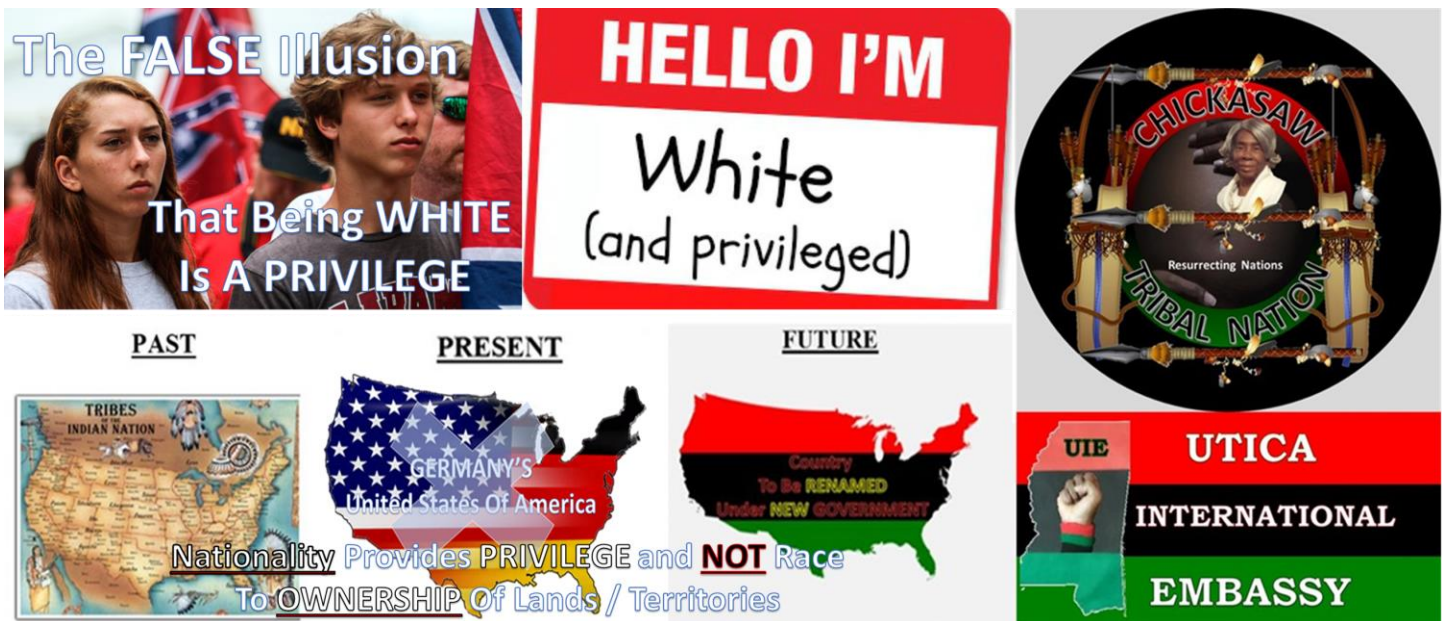 The FALSE Illusion
That Being WHITE
Is A PRIVILEGE
HELLO I'M
White
(and privileged)
CHICKASAW
Resurrecting Nations
TRIBAL NATION
PAST
TRIBES
OF THE
INDIAN NATION
PRESENT
GERMANY'S
United States Of America
FUTURE
Country
To Be RENAMED
Under NEW GOVERNMENT
Nationality Provides PRIVILEGE and NOT Race
To OWNERSHIP Of Lands / Territories
UIE
UTICA
INTERNATIONAL
EMBASSY